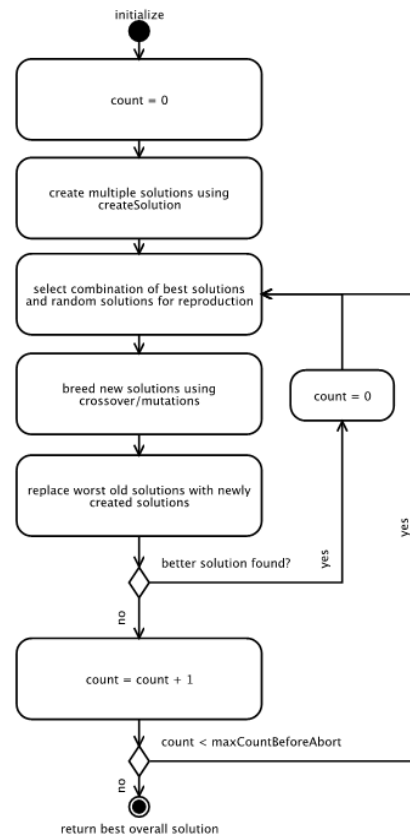 initialize
count = 0
create multiple solutions using
createSolution
select combination of best solutions
and random solutions for reproduction
breed new solutions using
crossover/mutations
count = 0
replace worst old solutions with newly
created solutions
better solution found?
yes
yes
no
count = count + 1
count < maxCountBeforeAbort
no
return best overall solution